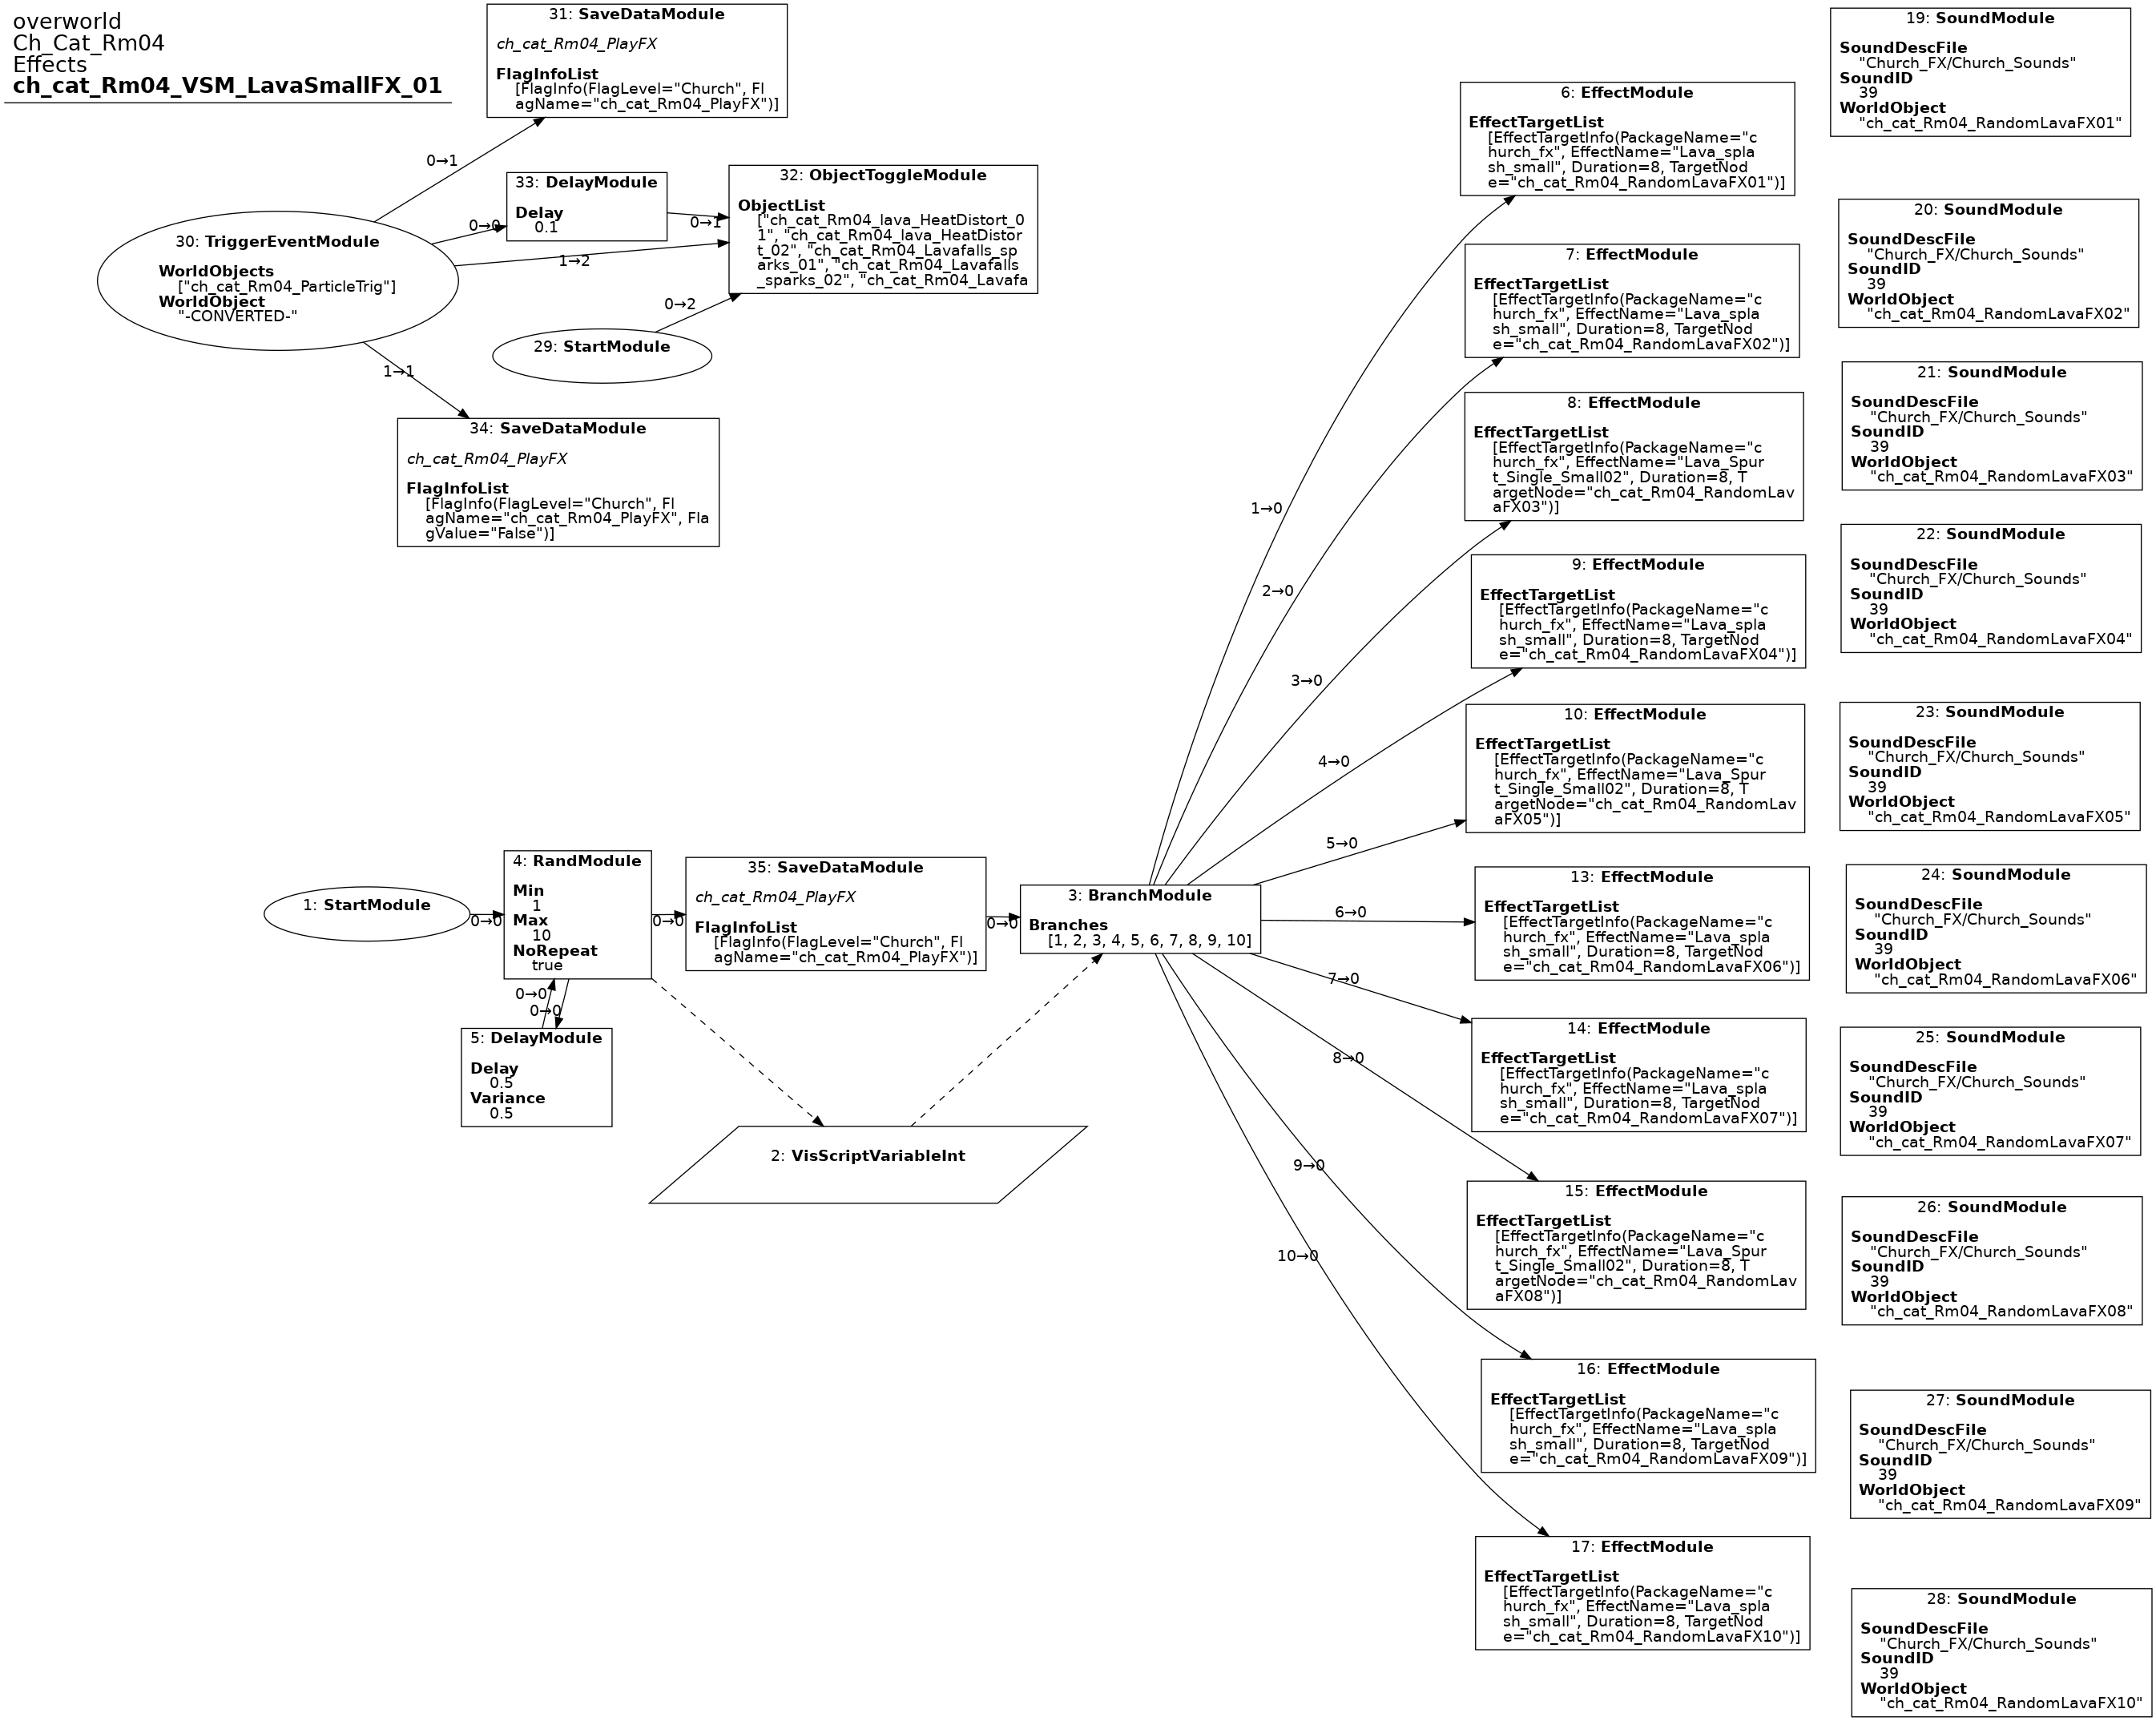 overworld
Ch_Cat_Rm04
Effects
ch_cat_Rm04_VSM_LavaSmallFX_01
31: SaveDataModule
ch_cat_Rm04_PlayFX
FlagInfoList
[FlagInfo(FlagLevel="Church", Fl
agName="ch_cat_Rm04_PlayFX")]
0→1
33: DelayModule
Delay
0.1
0→0
0→1
32: ObjectToggleModule
ObjectList
["ch_cat_Rm04_lava_HeatDistort_0
1", "ch_cat_Rm04_lava_HeatDistor
t_02", "ch_cat_Rm04_Lavafalls_sp
arks_01", "ch_cat_Rm04_Lavafalls
_sparks_02", "ch_cat_Rm04_Lavafa
30: TriggerEventModule
WorldObjects
["ch_cat_Rm04_ParticleTrig"]
WorldObject
"-CONVERTED-"
1→2
0→2
29: StartModule
1→1
34: SaveDataModule
ch_cat_Rm04_PlayFX
FlagInfoList
[FlagInfo(FlagLevel="Church", Fl
agName="ch_cat_Rm04_PlayFX", Fla
gValue="False")]
1: StartModule
0→0
4: RandModule
Min
1
Max
10
NoRepeat
true
0→0
0→0
0→0
5: DelayModule
Delay
0.5
Variance
0.5
35: SaveDataModule
ch_cat_Rm04_PlayFX
FlagInfoList
[FlagInfo(FlagLevel="Church", Fl
agName="ch_cat_Rm04_PlayFX")]
0→0
3: BranchModule
Branches
[1, 2, 3, 4, 5, 6, 7, 8, 9, 10]
2: VisScriptVariableInt
1→0
2→0
3→0
4→0
5→0
6→0
7→0
8→0
9→0
10→0
6: EffectModule
EffectTargetList
[EffectTargetInfo(PackageName="c
hurch_fx", EffectName="Lava_spla
sh_small", Duration=8, TargetNod
e="ch_cat_Rm04_RandomLavaFX01")]
7: EffectModule
EffectTargetList
[EffectTargetInfo(PackageName="c
hurch_fx", EffectName="Lava_spla
sh_small", Duration=8, TargetNod
e="ch_cat_Rm04_RandomLavaFX02")]
8: EffectModule
EffectTargetList
[EffectTargetInfo(PackageName="c
hurch_fx", EffectName="Lava_Spur
t_Single_Small02", Duration=8, T
argetNode="ch_cat_Rm04_RandomLav
aFX03")]
9: EffectModule
EffectTargetList
[EffectTargetInfo(PackageName="c
hurch_fx", EffectName="Lava_spla
sh_small", Duration=8, TargetNod
e="ch_cat_Rm04_RandomLavaFX04")]
10: EffectModule
EffectTargetList
[EffectTargetInfo(PackageName="c
hurch_fx", EffectName="Lava_Spur
t_Single_Small02", Duration=8, T
argetNode="ch_cat_Rm04_RandomLav
aFX05")]
13: EffectModule
EffectTargetList
[EffectTargetInfo(PackageName="c
hurch_fx", EffectName="Lava_spla
sh_small", Duration=8, TargetNod
e="ch_cat_Rm04_RandomLavaFX06")]
14: EffectModule
EffectTargetList
[EffectTargetInfo(PackageName="c
hurch_fx", EffectName="Lava_spla
sh_small", Duration=8, TargetNod
e="ch_cat_Rm04_RandomLavaFX07")]
15: EffectModule
EffectTargetList
[EffectTargetInfo(PackageName="c
hurch_fx", EffectName="Lava_Spur
t_Single_Small02", Duration=8, T
argetNode="ch_cat_Rm04_RandomLav
aFX08")]
16: EffectModule
EffectTargetList
[EffectTargetInfo(PackageName="c
hurch_fx", EffectName="Lava_spla
sh_small", Duration=8, TargetNod
e="ch_cat_Rm04_RandomLavaFX09")]
17: EffectModule
EffectTargetList
[EffectTargetInfo(PackageName="c
hurch_fx", EffectName="Lava_spla
sh_small", Duration=8, TargetNod
e="ch_cat_Rm04_RandomLavaFX10")]
19: SoundModule
SoundDescFile
"Church_FX/Church_Sounds"
SoundID
39
WorldObject
"ch_cat_Rm04_RandomLavaFX01"
20: SoundModule
SoundDescFile
"Church_FX/Church_Sounds"
SoundID
39
WorldObject
"ch_cat_Rm04_RandomLavaFX02"
21: SoundModule
SoundDescFile
"Church_FX/Church_Sounds"
SoundID
39
WorldObject
"ch_cat_Rm04_RandomLavaFX03"
22: SoundModule
SoundDescFile
"Church_FX/Church_Sounds"
SoundID
39
WorldObject
"ch_cat_Rm04_RandomLavaFX04"
23: SoundModule
SoundDescFile
"Church_FX/Church_Sounds"
SoundID
39
WorldObject
"ch_cat_Rm04_RandomLavaFX05"
24: SoundModule
SoundDescFile
"Church_FX/Church_Sounds"
SoundID
39
WorldObject
"ch_cat_Rm04_RandomLavaFX06"
25: SoundModule
SoundDescFile
"Church_FX/Church_Sounds"
SoundID
39
WorldObject
"ch_cat_Rm04_RandomLavaFX07"
26: SoundModule
SoundDescFile
"Church_FX/Church_Sounds"
SoundID
39
WorldObject
"ch_cat_Rm04_RandomLavaFX08"
27: SoundModule
SoundDescFile
"Church_FX/Church_Sounds"
SoundID
39
WorldObject
"ch_cat_Rm04_RandomLavaFX09"
28: SoundModule
SoundDescFile
"Church_FX/Church_Sounds"
SoundID
39
WorldObject
"ch_cat_Rm04_RandomLavaFX10"